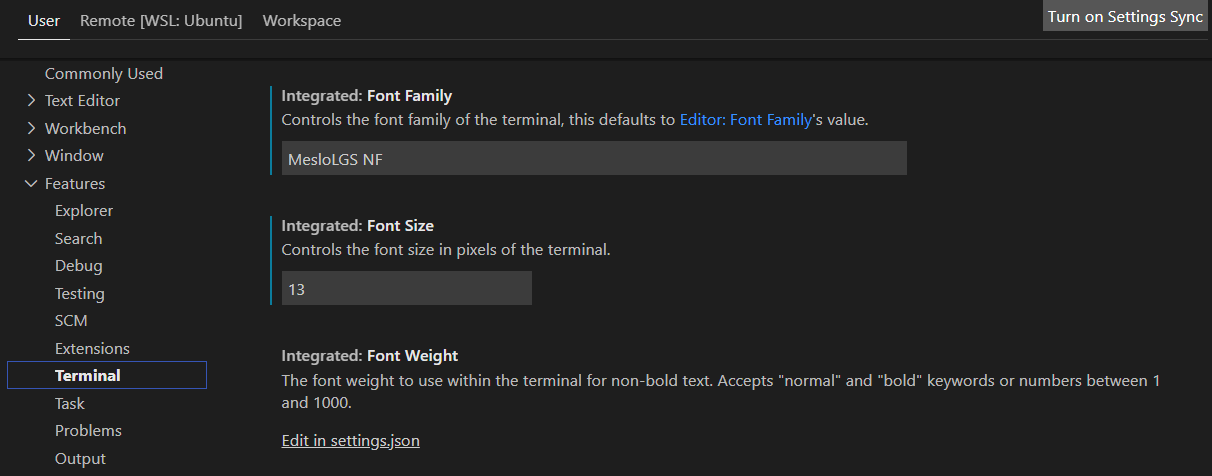 User Remote [WSL: Ubuntu] Workspace
Turn on Settings Sync
Commonly Used
Text Editor
Workbench
Window
Features
Explorer
Search
Debug
Testing
SCM
Extensions
Terminal
Task
Problems
Output
Integrated: Font Family
Controls the font family of the terminal, this defaults to Editor: Font Family's value.
MesloLGS NF
Integrated: Font Size
Controls the font size in pixels of the terminal.
13
Integrated: Font Weight
The font weight to use within the terminal for non-bold text. Accepts "normal" and "bold" keywords or numbers between 1
and 1000.
Edit in settings.json